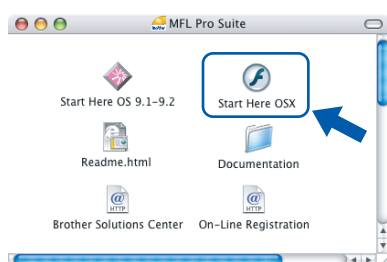 MFL Pro Suite
Start Here OS 9.1-9.2
Start Here OSX
Readme.html
Documentation
HTTP
HTTP
Brother Solutions Center
On-Line Registration